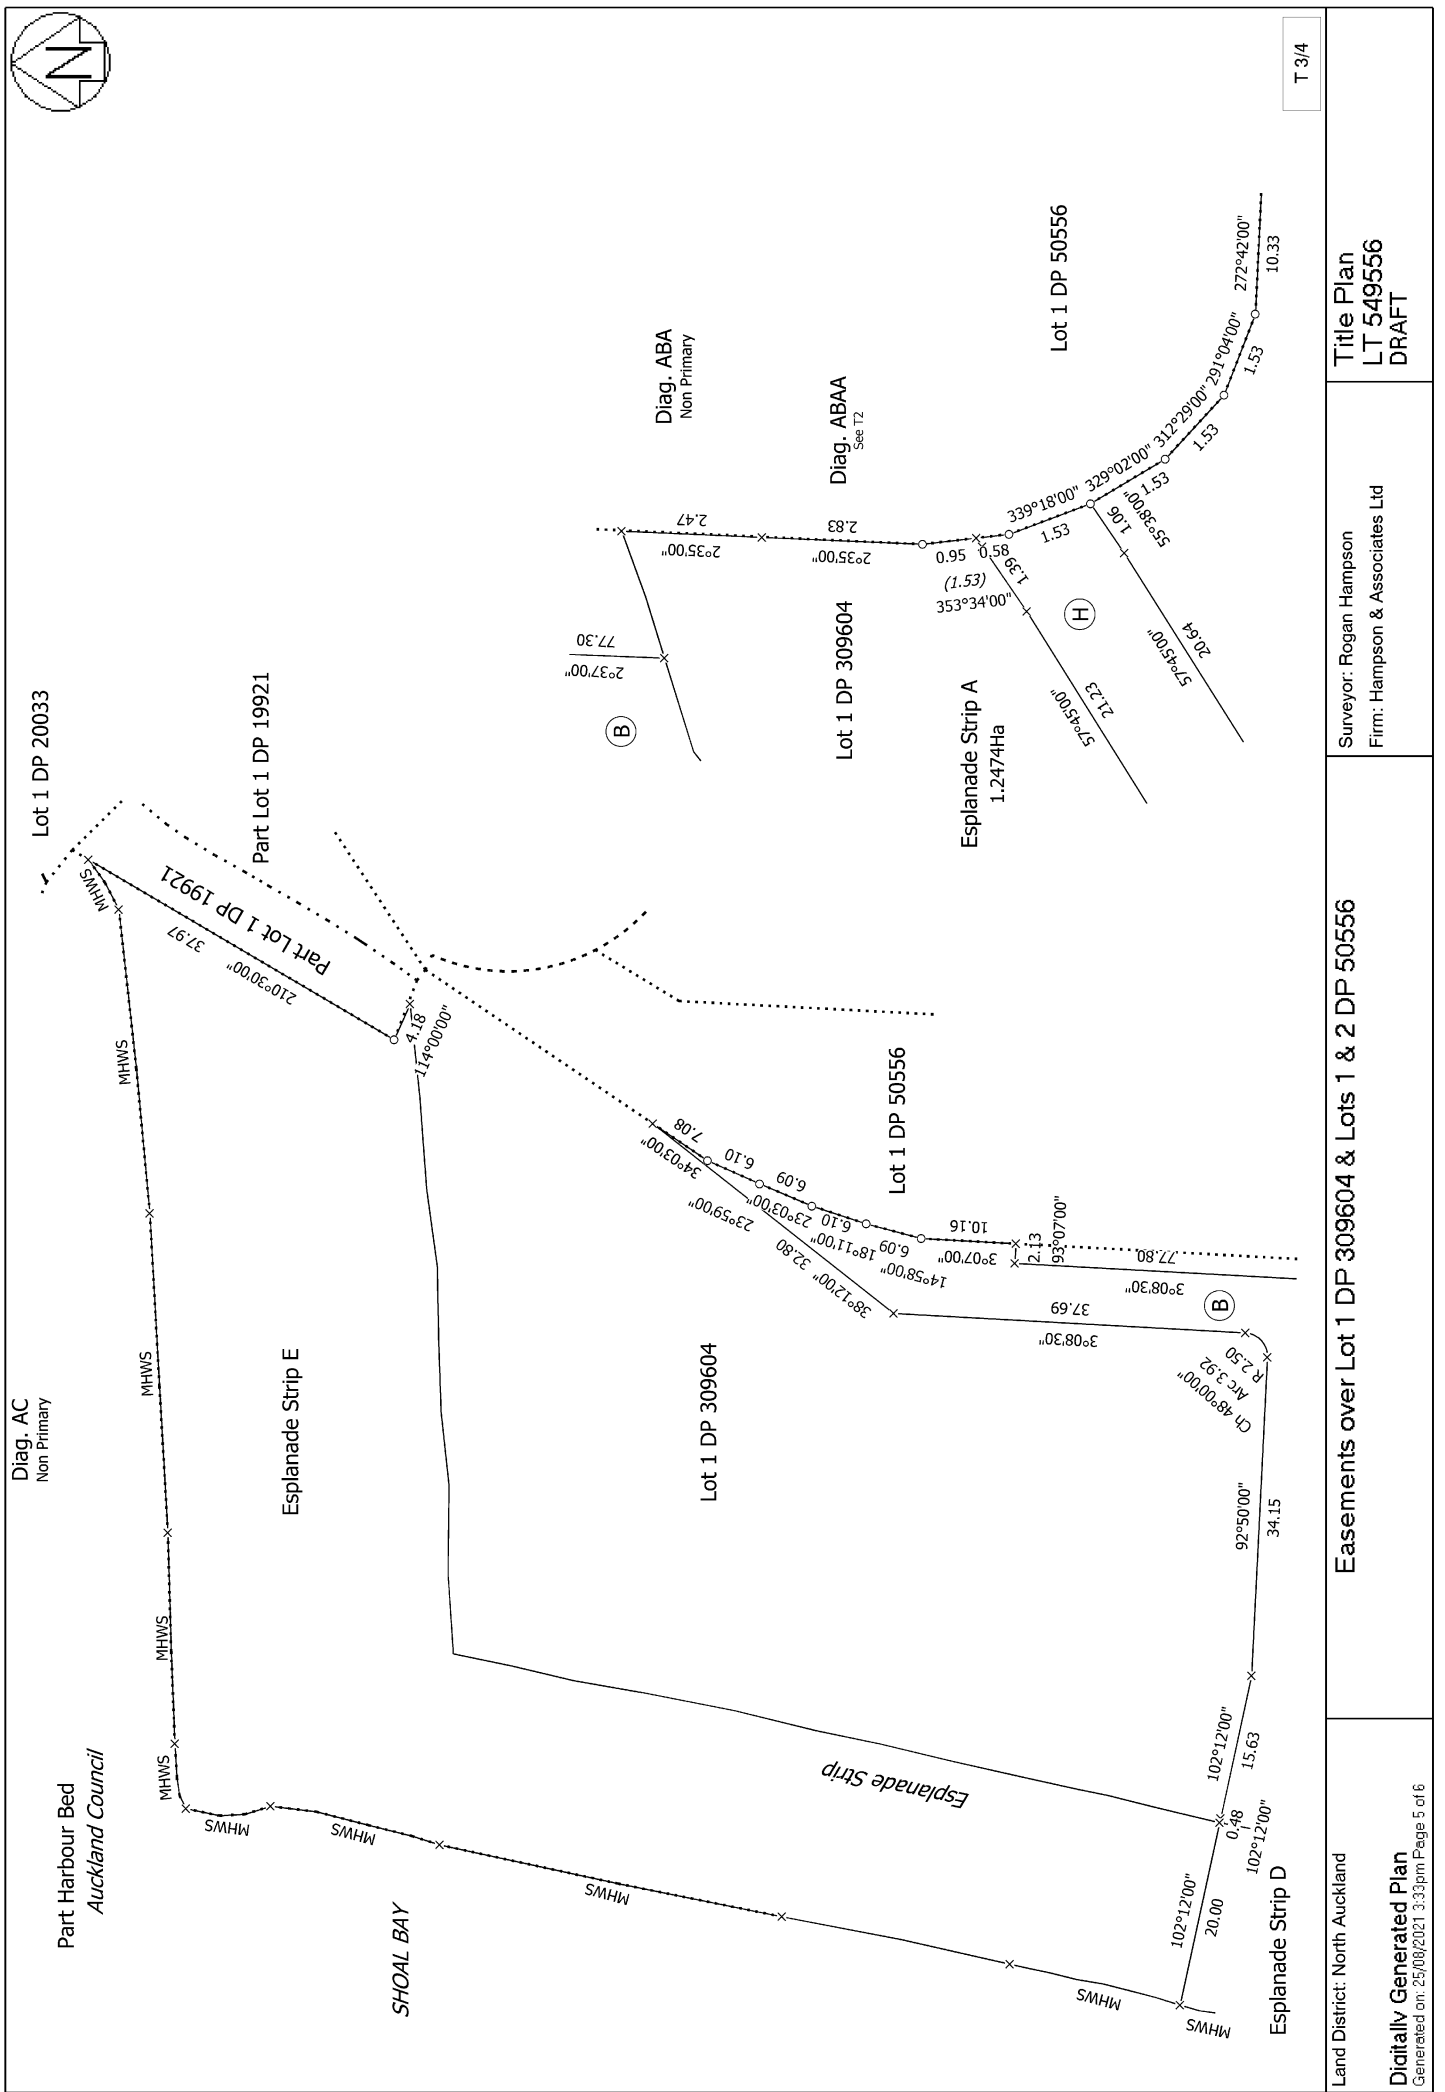 N
T 3/4
Diag. AC
Non Primary
Part Harbour Bed
Auckland Council
SHOAL BAY
MHWS
MHWS
MHWS
MHWS
MHWS
MHWS
MHWS
MHWS
MHWS
MHWS
Lot 1 DP 20033
Part Lot 1 DP 19921
Part Lot 1 DP 19921
210°30'00"
37.97
4.18
114°00'00"
Esplanade Strip E
Esplanade Strip
Esplanade Strip D
Lot 1 DP 309604
Lot 1 DP 50556
34°03'00"
7.08
6.10
23°59'00"
6.09
23°03'00"
6.10
18°11'00"
6.09
14°58'00"
10.16
3°07'00"
2.13
93°07'00"
77.80
3°08'30"
B
38°12'00"
32.80
37.69
3°08'30"
R 2.50
Arc 3.92
Ch 48°00'00"
92°50'00"
34.15
102°12'00"
15.63
0.48
102°12'00"
102°12'00"
20.00
Diag. ABA
Non Primary
Diag. ABAA
See T2
B
77.30
2°37'00"
2.47
2°35'00"
2.83
2°35'00"
0.95
0.58
(1.53)
353°34'00"
1.39
Lot 1 DP 309604
Esplanade Strip A
1.2474Ha
57°45'00"
21.23
H
339°18'00"
1.53
1.06
55°38'00"
57°45'00"
20.64
329°02'00"
1.53
312°29'00"
1.53
291°04'00"
1.53
272°42'00"
10.33
Lot 1 DP 50556
Land District: North Auckland
Digitally Generated Plan
Generated on: 25/08/2021 3:33pm Page 5 of 6
Easements over Lot 1 DP 309604 & Lots 1 & 2 DP 50556
Surveyor: Rogan Hampson
Firm: Hampson & Associates Ltd
Title Plan
LT 549556
DRAFT